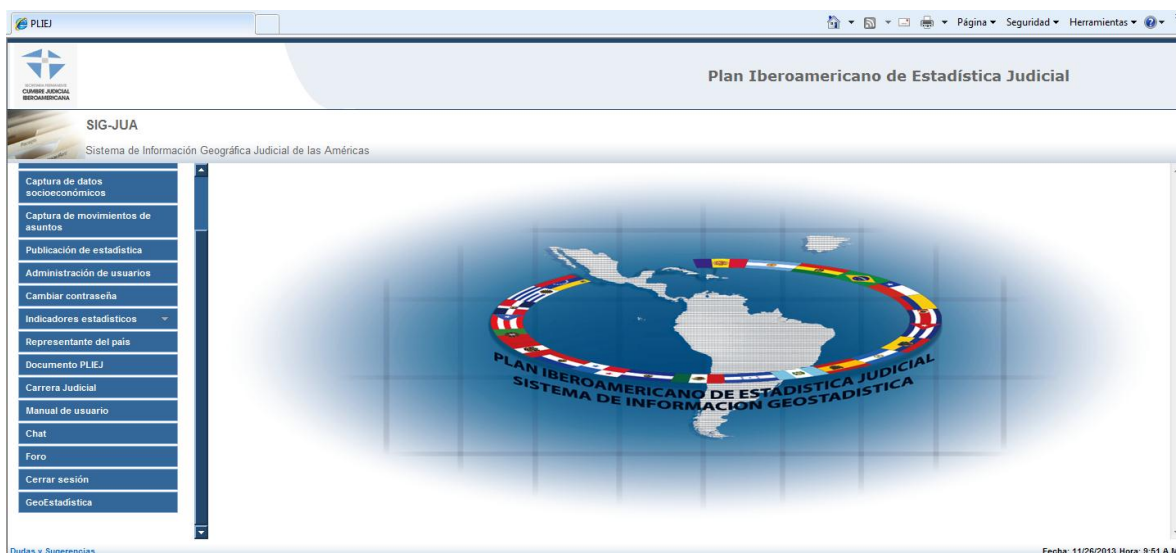 PLIEJ
Página
Seguridad
Herramientas
CUMBRE JUDICIAL
IBEROAMERICANA
Plan Iberoamericano de Estadística Judicial
SIG-JUA
Sistema de Información Geográfica Judicial de las Américas
Captura de datos
socioeconómicos
Captura de movimientos de
asuntos
Publicación de estadística
Administración de usuarios
Cambiar contraseña
Indicadores estadísticos
Representante del país
Documento PLIEJ
Carrera Judicial
Manual de usuario
Chat
Foro
Cerrar sesión
GeoEstadística
PLAN IBEROAMERICANO DE ESTADISTICA JUDICIAL
SISTEMA DE INFORMACION GEOSTADISTICA
Dudas y Sugerencias
Fecha: 11/26/2013 Hora: 9:51 A